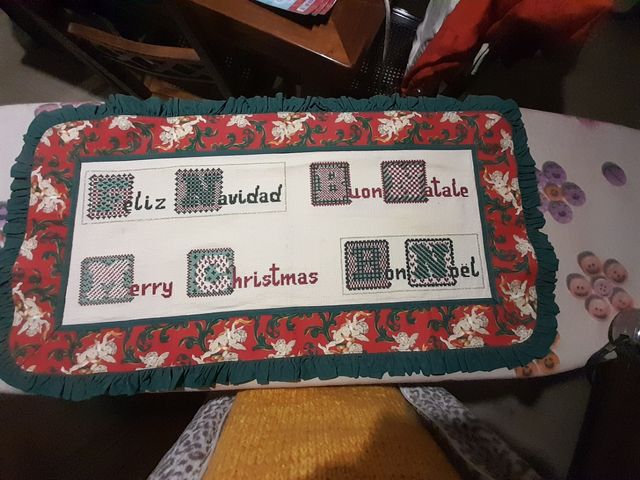 Feliz Navidad
Buon Natale
Merry Christmas
Bon Noel